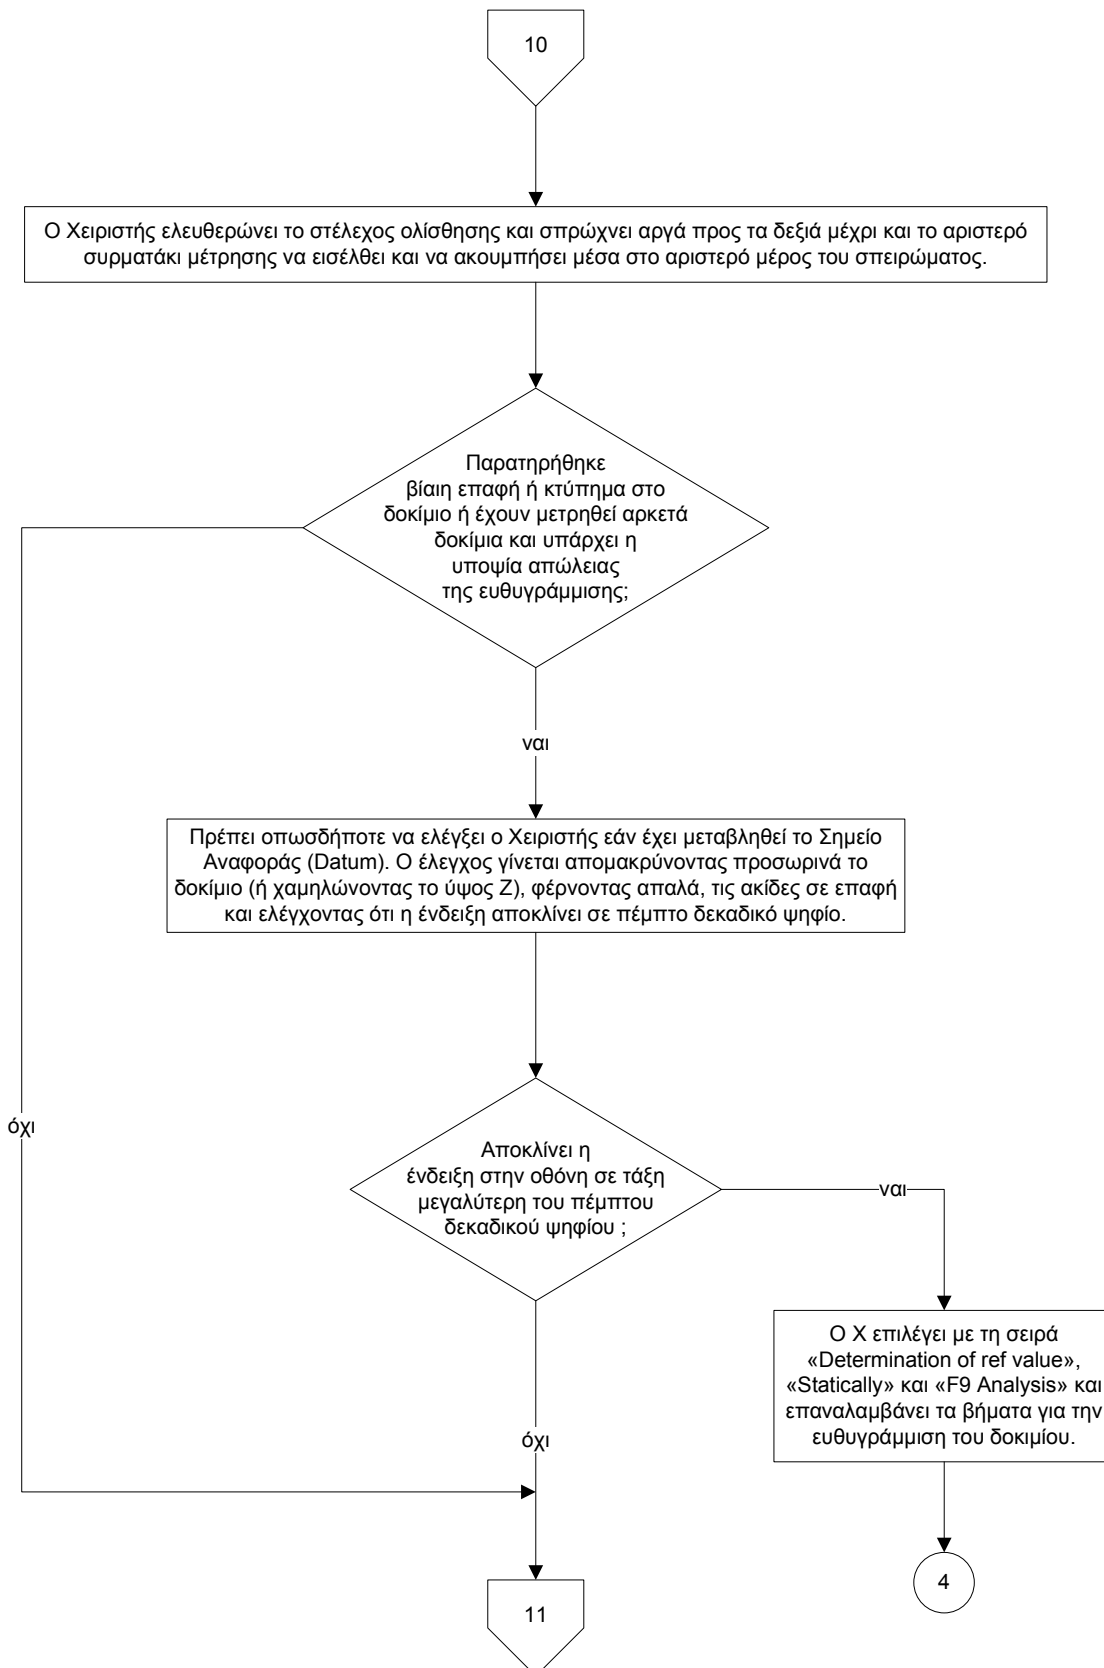 10
Ο Χειριστής ελευθερώνει το στέλεχος ολίσθησης και σπρώχνει αργά προς τα δεξιά μέχρι και το αριστερό
συρματάκι μέτρησης να εισέλθει και να ακουμπήσει μέσα στο αριστερό μέρος του σπειρώματος.
Παρατηρήθηκε
βίαιη επαφή ή κτύπημα στο
δοκίμιο ή έχουν μετρηθεί αρκετά
δοκίμια και υπάρχει η
υποψία απώλειας
της ευθυγράμμισης;
ναι
Πρέπει οπωσδήποτε να ελέγξει ο Χειριστής εάν έχει μεταβληθεί το Σημείο
Αναφοράς (Datum). Ο έλεγχος γίνεται απομακρύνοντας προσωρινά το
δοκίμιο (ή χαμηλώνοντας το ύψος Ζ), φέρνοντας απαλά, τις ακίδες σε επαφή
και ελέγχοντας ότι η ένδειξη αποκλίνει σε πέμπτο δεκαδικό ψηφίο.
όχι
Αποκλίνει η
ένδειξη στην οθόνη σε τάξη
μεγαλύτερη του πέμπτου
δεκαδικού ψηφίου ;
ναι
Ο Χ επιλέγει με τη σειρά
«Determination of ref value»,
«Statically» και «F9 Analysis» και
επαναλαμβάνει τα βήματα για την
ευθυγράμμιση του δοκιμίου.
όχι
4
11